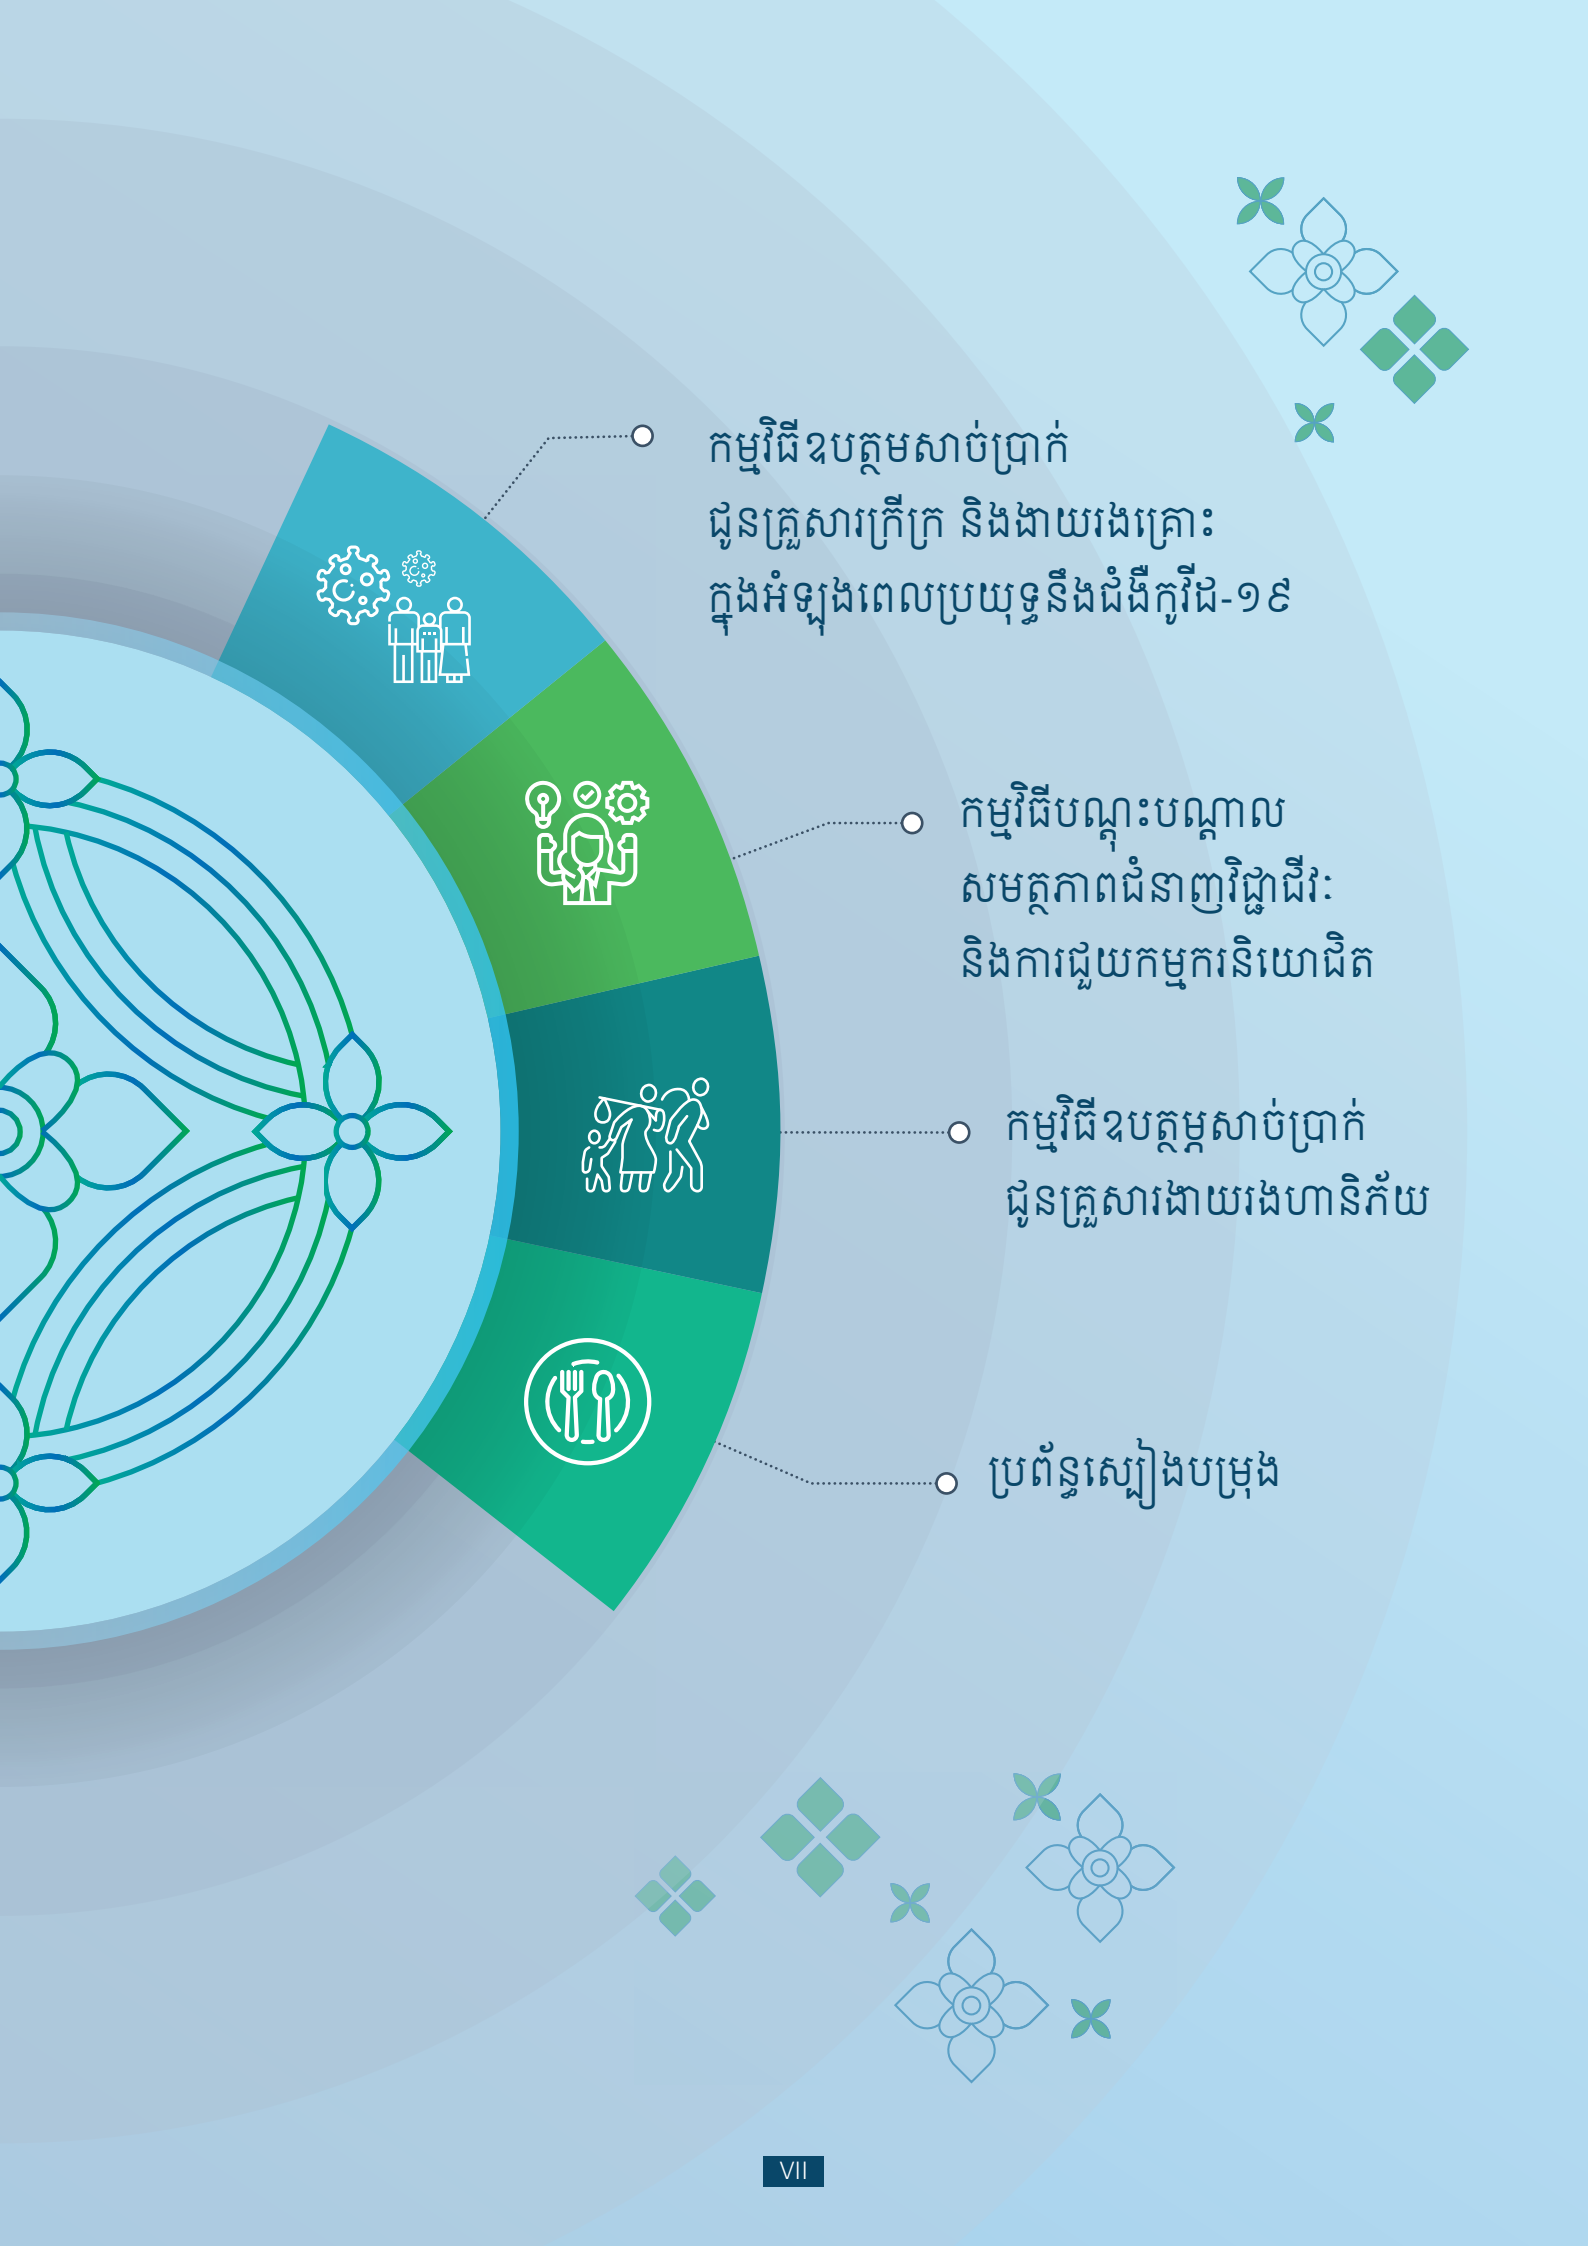 កម្មវិធីឧបត្ថមសាច់ប្រាក់
ជូនគ្រួសារក្រីក្រ និងងាយរងគ្រោះ
ក្នុងអំឡុងពេលប្រយុទ្ធនឹងជំងឺកូវីដ-១៩
កម្មវិធីបណ្តុះបណ្តាល
សមត្ថភាពជំនាញវិជ្ជាជីវៈ
និងការជួយកម្មករនិយោជិត
កម្មវិធីឧបត្ថម្ភសាច់ប្រាក់
ជូនគ្រួសារងាយរងហានិភ័យ
ប្រព័ន្ធស្បៀងបម្រុង
VII